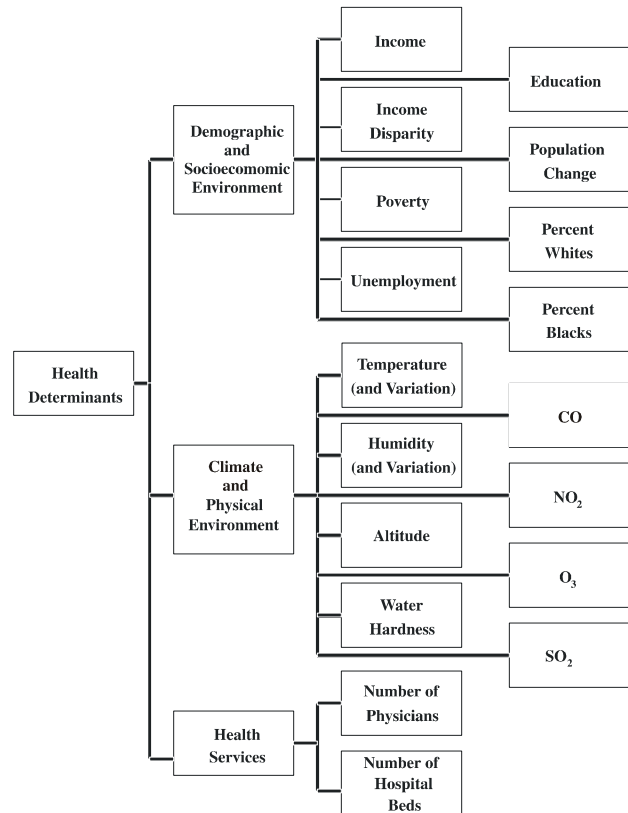 Health
Determinants
Demographic
and
Socioecomomic
Environment
Income
Education
Income
Disparity
Population
Change
Poverty
Percent
Whites
Unemployment
Percent
Blacks
Climate
and
Physical
Environment
Temperature
(and Variation)
CO
Humidity
(and Variation)
NO₂
Altitude
O₃
Water
Hardness
SO₂
Health
Services
Number of
Physicians
Number of
Hospital
Beds